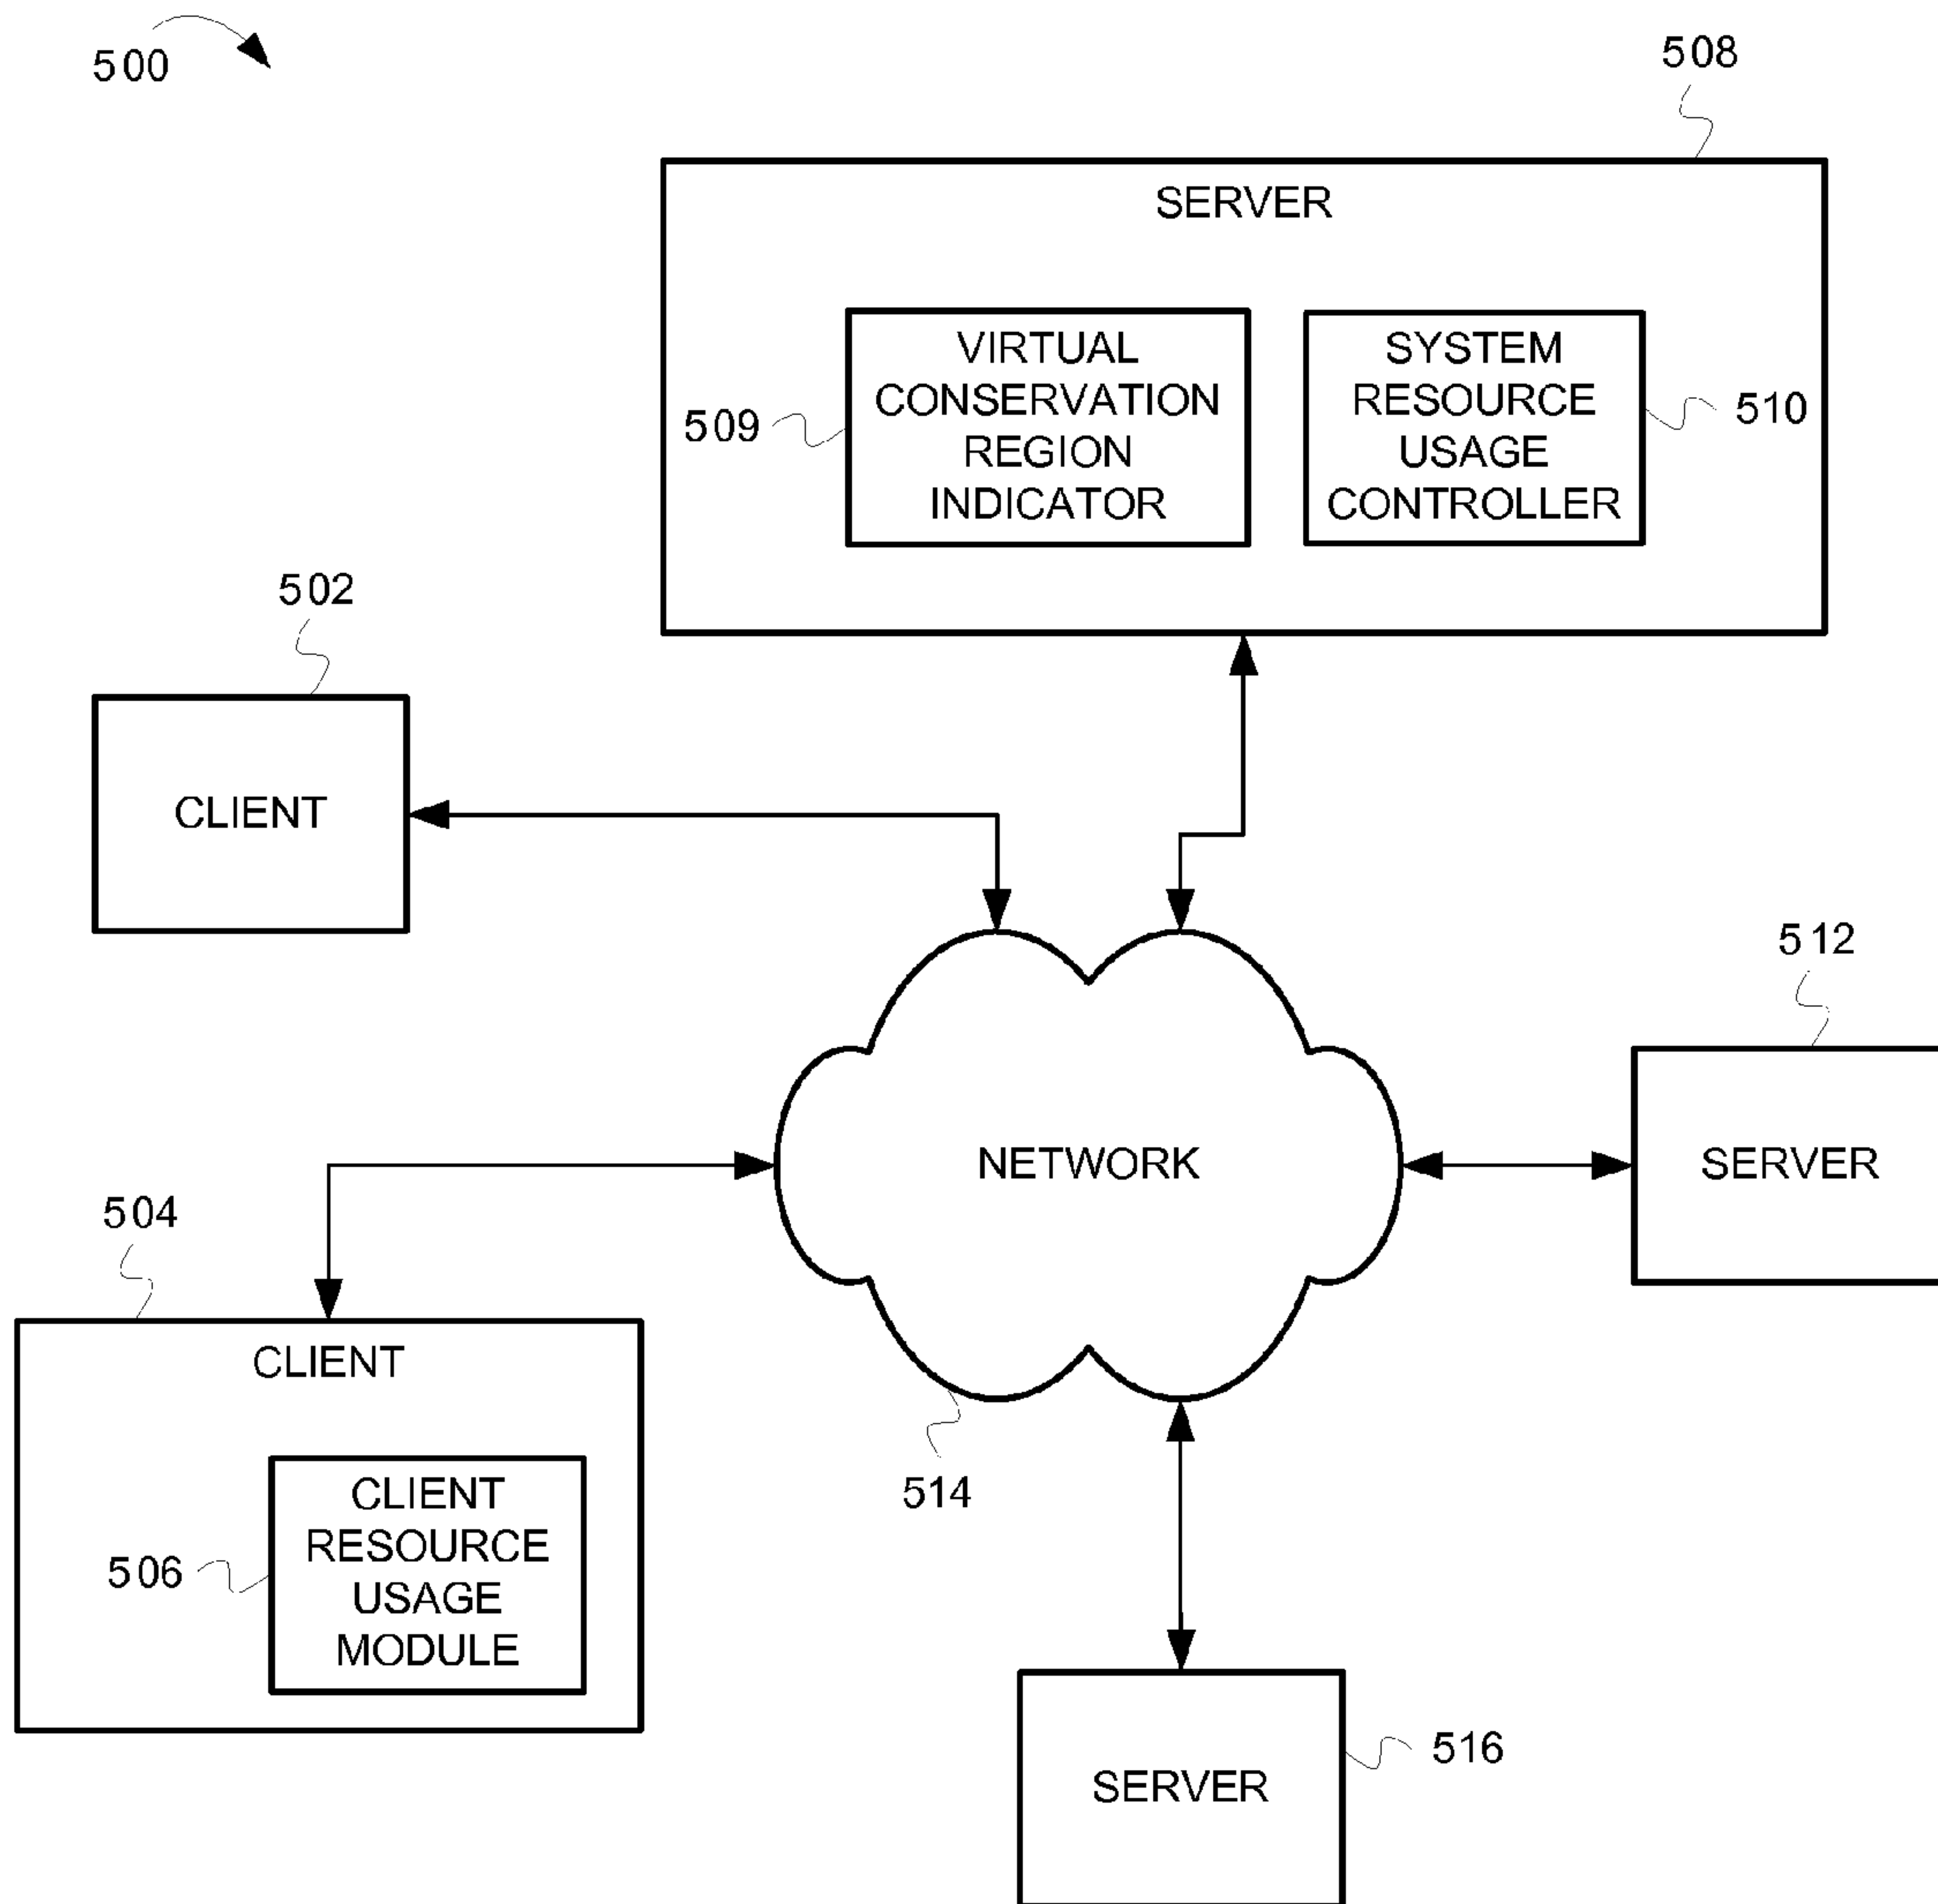 500
508
SERVER
VIRTUAL
CONSERVATION
REGION
INDICATOR
509
SYSTEM
RESOURCE
USAGE
CONTROLLER
510
502
CLIENT
512
SERVER
NETWORK
514
504
CLIENT
CLIENT
RESOURCE
USAGE
MODULE
506
SERVER
516